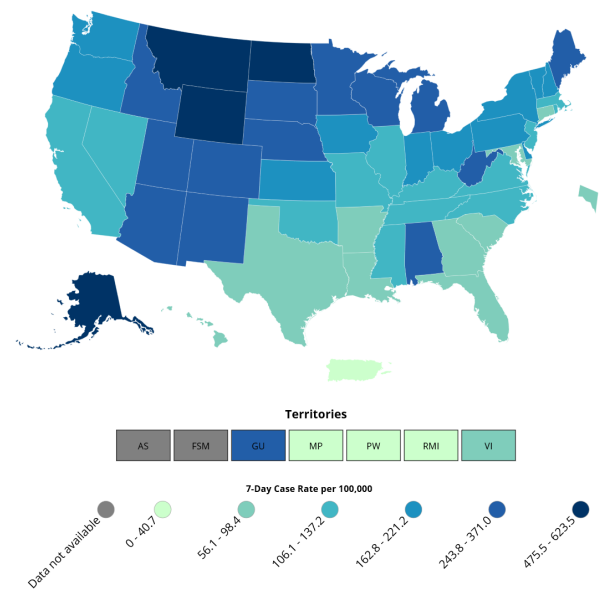 Territories
AS FSM GU MP PW RMI VI
7-Day Case Rate per 100,000
Data not available
0 - 40.7
56.1 - 98.4
106.1 - 137.2
162.8 - 221.2
243.8 - 371.0
475.5 - 623.5